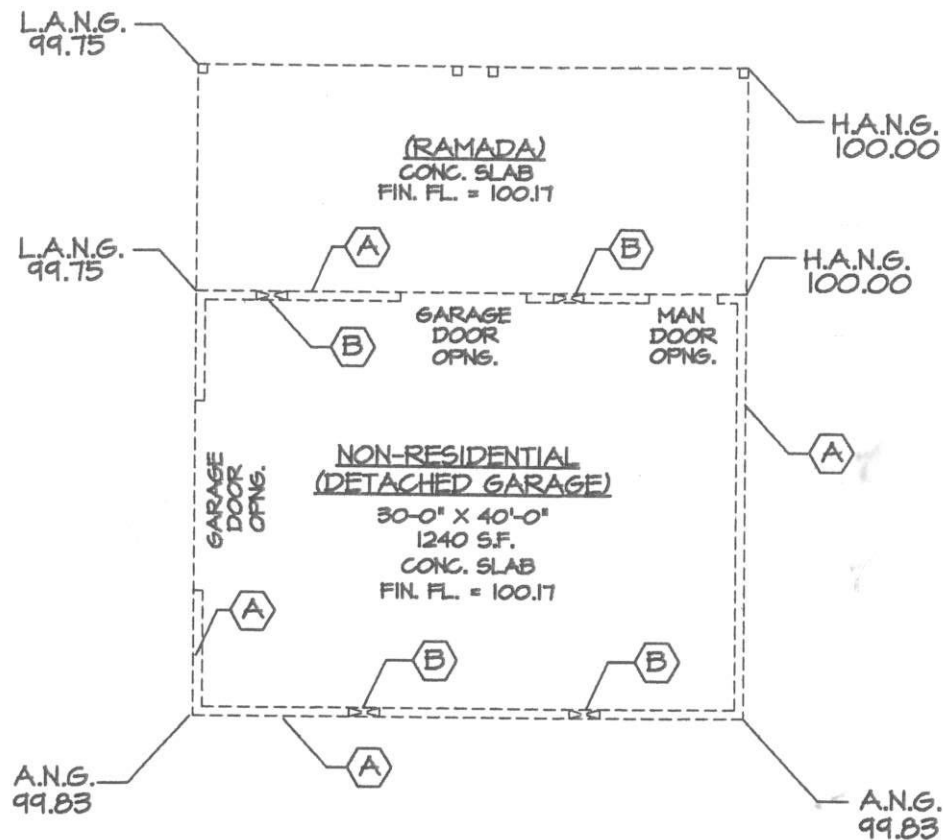 L.A.N.G.
99.75
H.A.N.G.
100.00
(RAMADA)
CONC. SLAB
FIN. FL. = 100.17
L.A.N.G.
99.75
A
B
H.A.N.G.
100.00
B
GARAGE
DOOR
OPNG.
MAN
DOOR
OPNG.
A
GARAGE
DOOR
OPNG.
NON-RESIDENTIAL
(DETACHED GARAGE)
30-0" X 40'-0"
1240 S.F.
CONC. SLAB
FIN. FL. = 100.17
A
B
B
A
A.N.G.
99.83
A.N.G.
99.83